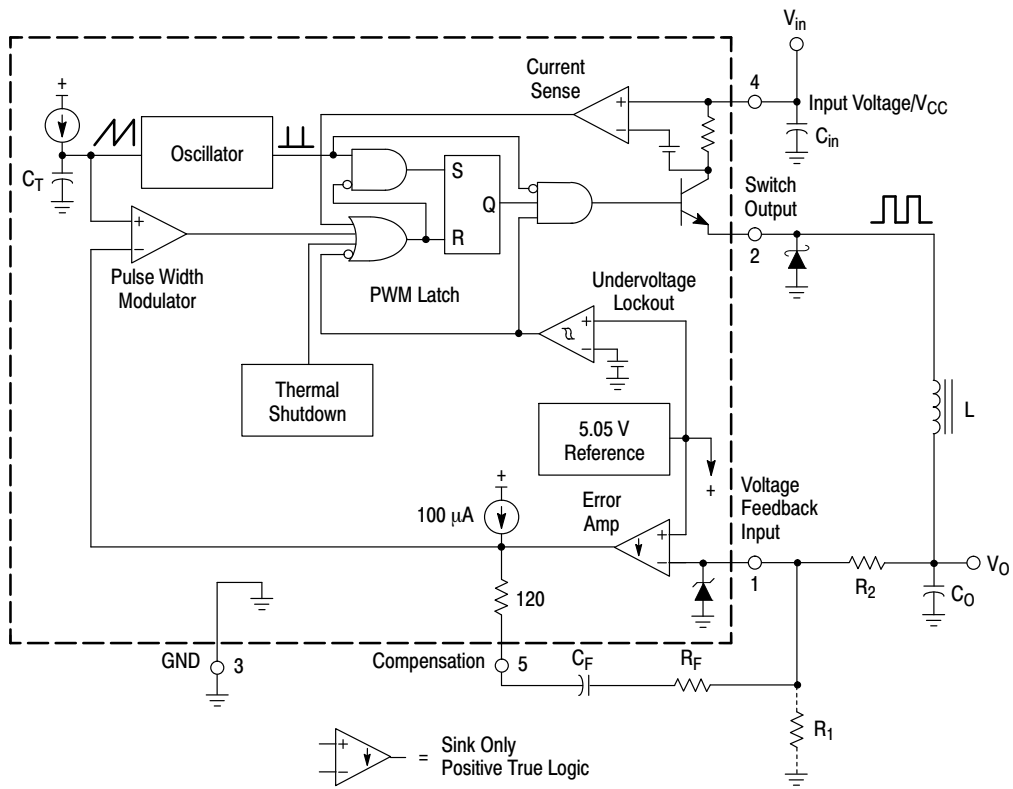 V_in
+
Current
Sense
4
+
−
Input Voltage/V_CC
C_in
Oscillator
C_T
S
Q
R
Switch
Output
2
+
−
Pulse Width
Modulator
PWM Latch
Undervoltage
Lockout
+
−
Thermal
Shutdown
L
5.05 V
Reference
+
+
100 µA
Error
Amp
+
−
Voltage
Feedback
Input
1
R_2
V_O
C_O
120
GND
3
Compensation
5
C_F
R_F
R_1
+
−
= Sink Only
Positive True Logic